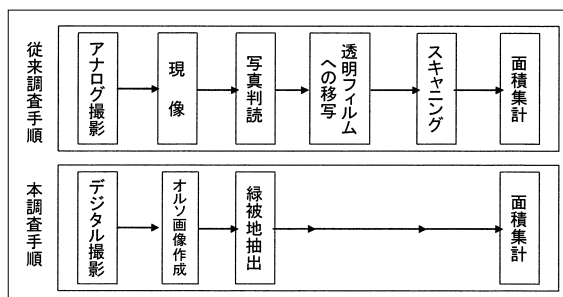 従来調査手順
アナログ撮影
現像
写真判読
透明フィルム
への移写
スキャニング
面積集計
本調査手順
デジタル撮影
オルソ画像作成
緑被地抽出
面積集計